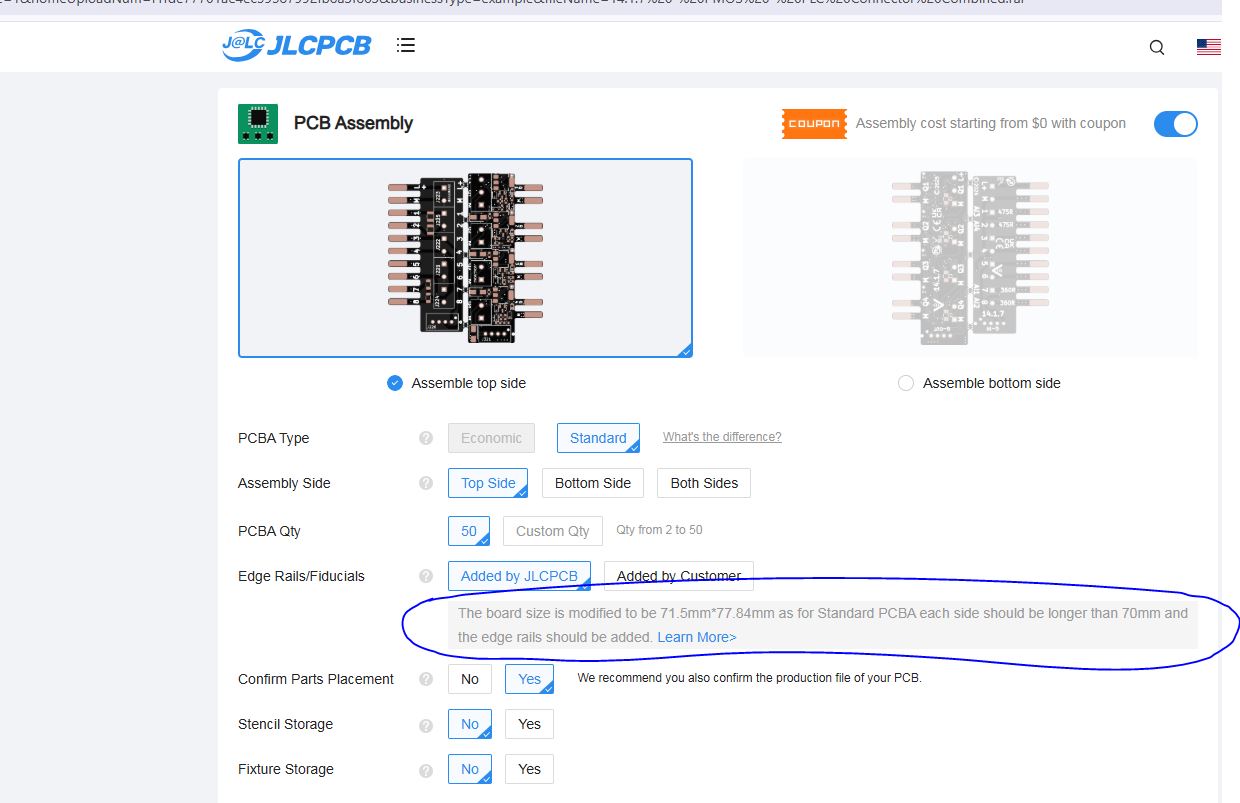 J@LC JLCPCB
PCB Assembly
COUPON Assembly cost starting from $0 with coupon
Assemble top side
Assemble bottom side
PCBA Type ? Economic Standard What's the difference?
Assembly Side ? Top Side Bottom Side Both Sides
PCBA Qty 50 Custom Qty Qty from 2 to 50
Edge Rails/Fiducials ? Added by JLCPCB Added by Customer
The board size is modified to be 71.5mm*77.84mm as for Standard PCBA each side should be longer than 70mm and
the edge rails should be added. Learn More>
Confirm Parts Placement ? No Yes We recommend you also confirm the production file of your PCB.
Stencil Storage ? No Yes
Fixture Storage ? No Yes